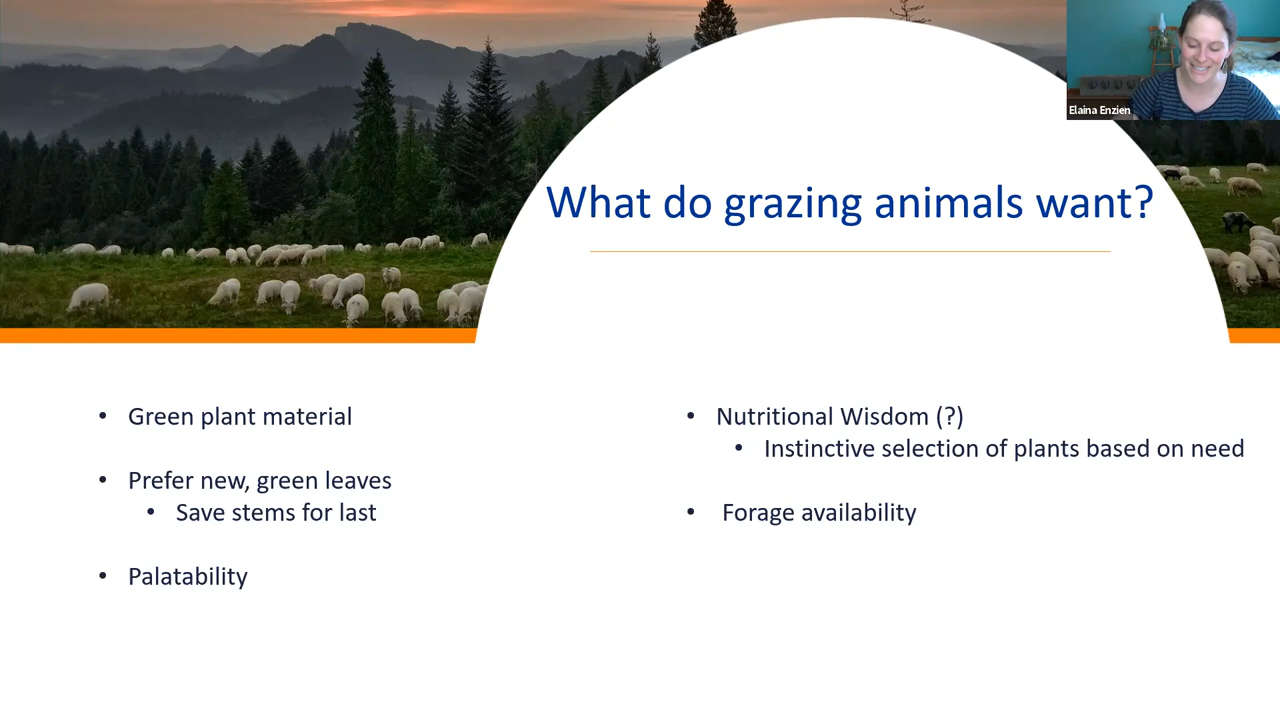 Elaina Enzien
What do grazing animals want?
• Green plant material
• Prefer new, green leaves
• Save stems for last
• Palatability
• Nutritional Wisdom (?)
• Instinctive selection of plants based on need
• Forage availability